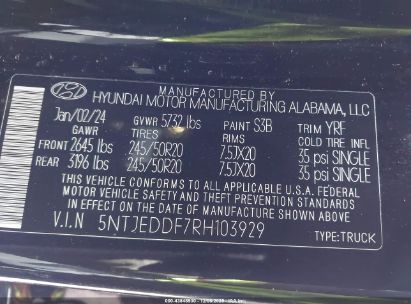 MANUFACTURED BY
HYUNDAI MOTOR MANUFACTURING ALABAMA, LLC
Jan/02/24 GVWR 5732 lbs PAINT S3B TRIM YRF
GAWR TIRES RIMS COLD TIRE INFL
FRONT 2645 lbs 245/50R20 7.5JX20 35 psi SINGLE
REAR 3196 lbs 245/50R20 7.5JX20 35 psi SINGLE
THIS VEHICLE CONFORMS TO ALL APPLICABLE U.S.A. FEDERAL
MOTOR VEHICLE SAFETY AND THEFT PREVENTION STANDARDS IN
EFFECT ON THE DATE OF MANUFACTURE SHOWN ABOVE.
V.I.N 5NTJEDDF7RH103929 TYPE:TRUCK